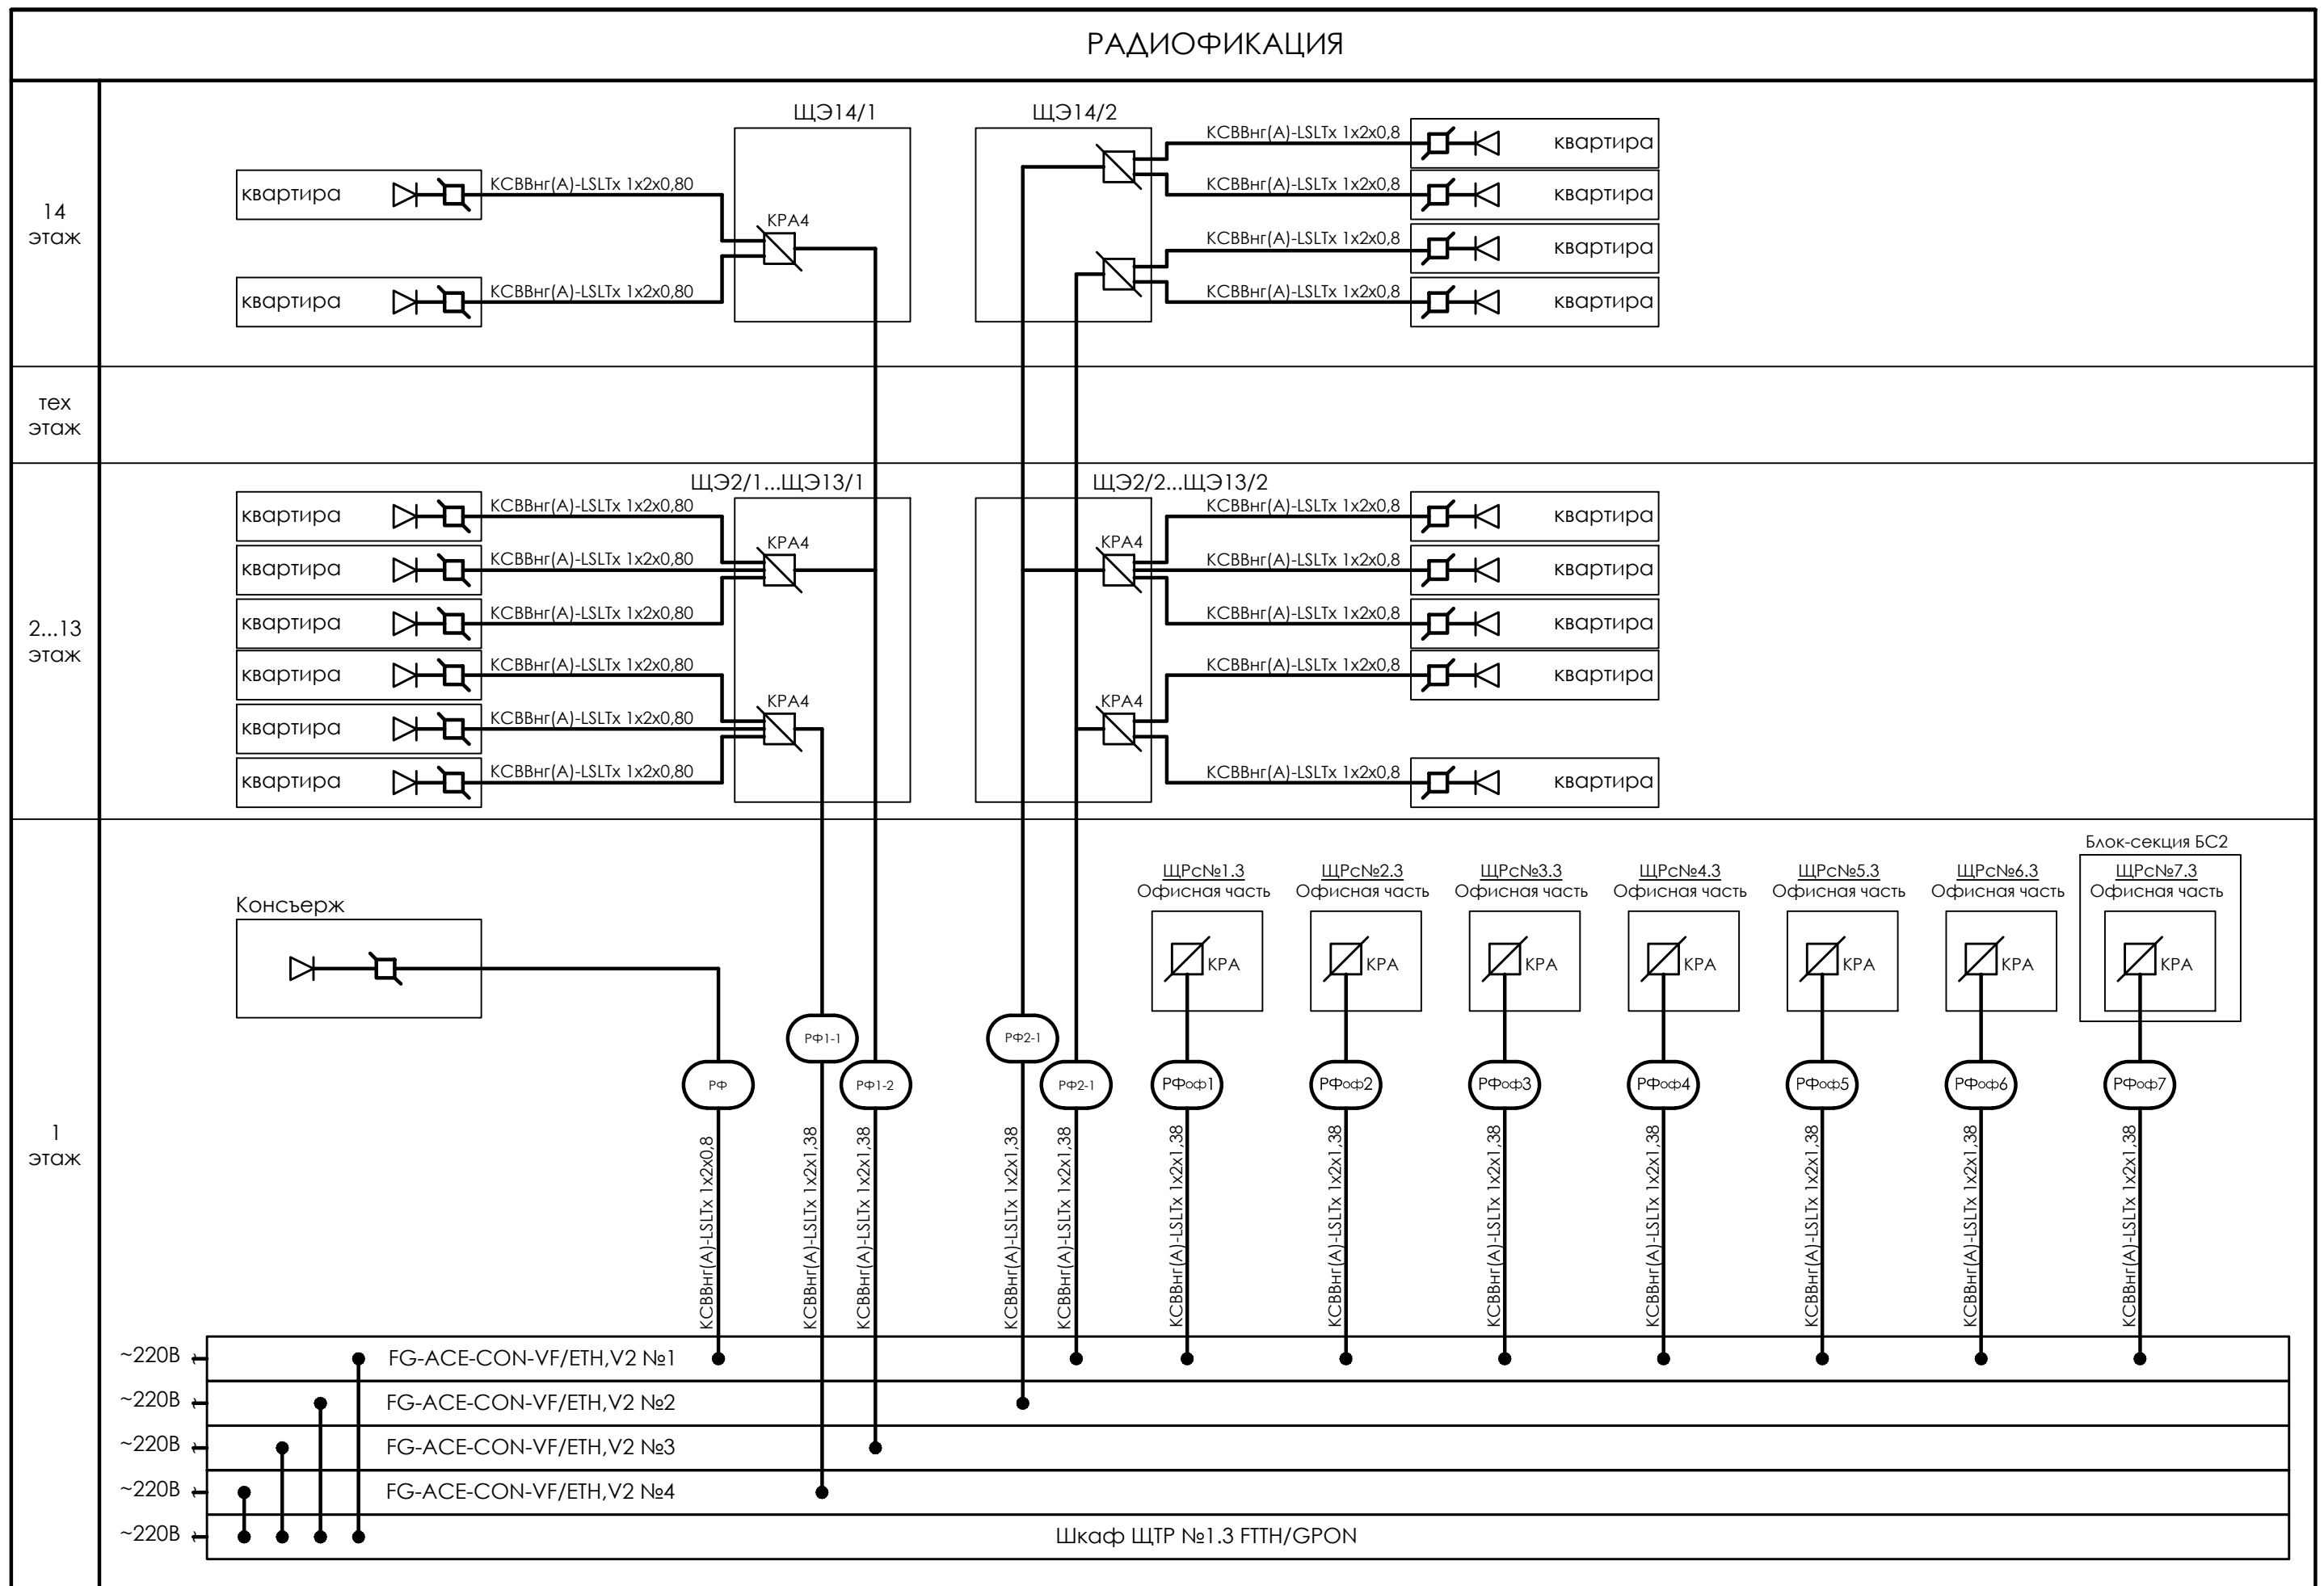 РАДИОФИКАЦИЯ
14
этаж
ЩЭ14/1
ЩЭ14/2
квартира
КСВВнг(А)-LSLTx 1х2х0,80
КРА4
квартира
КСВВнг(А)-LSLTx 1х2х0,80
КСВВнг(А)-LSLTx 1х2х0,8
квартира
КСВВнг(А)-LSLTx 1х2х0,8
квартира
КСВВнг(А)-LSLTx 1х2х0,8
квартира
КСВВнг(А)-LSLTx 1х2х0,8
квартира
тех
этаж
2...13
этаж
ЩЭ2/1...ЩЭ13/1
ЩЭ2/2...ЩЭ13/2
квартира
КСВВнг(А)-LSLTx 1х2х0,80
квартира
КСВВнг(А)-LSLTx 1х2х0,80
КРА4
квартира
КСВВнг(А)-LSLTx 1х2х0,80
квартира
КСВВнг(А)-LSLTx 1х2х0,80
квартира
КСВВнг(А)-LSLTx 1х2х0,80
КРА4
квартира
КСВВнг(А)-LSLTx 1х2х0,80
КСВВнг(А)-LSLTx 1х2х0,8
квартира
КРА4
КСВВнг(А)-LSLTx 1х2х0,8
квартира
КСВВнг(А)-LSLTx 1х2х0,8
квартира
КСВВнг(А)-LSLTx 1х2х0,8
квартира
КРА4
КСВВнг(А)-LSLTx 1х2х0,8
квартира
1
этаж
Консъерж
Блок-секция БС2
ЩРс№1.3
Офисная часть
КРА
ЩРс№2.3
Офисная часть
КРА
ЩРс№3.3
Офисная часть
КРА
ЩРс№4.3
Офисная часть
КРА
ЩРс№5.3
Офисная часть
КРА
ЩРс№6.3
Офисная часть
КРА
ЩРс№7.3
Офисная часть
КРА
РФ
РФ1-1
РФ1-2
РФ2-1
РФ2-1
РФоф1
РФоф2
РФоф3
РФоф4
РФоф5
РФоф6
РФоф7
КСВВнг(А)-LSLTx 1х2х0,8
КСВВнг(А)-LSLTx 1х2х1,38
КСВВнг(А)-LSLTx 1х2х1,38
КСВВнг(А)-LSLTx 1х2х1,38
КСВВнг(А)-LSLTx 1х2х1,38
КСВВнг(А)-LSLTx 1х2х1,38
КСВВнг(А)-LSLTx 1х2х1,38
КСВВнг(А)-LSLTx 1х2х1,38
КСВВнг(А)-LSLTx 1х2х1,38
КСВВнг(А)-LSLTx 1х2х1,38
КСВВнг(А)-LSLTx 1х2х1,38
КСВВнг(А)-LSLTx 1х2х1,38
~220В
FG-ACE-CON-VF/ETH,V2 №1
~220В
FG-ACE-CON-VF/ETH,V2 №2
~220В
FG-ACE-CON-VF/ETH,V2 №3
~220В
FG-ACE-CON-VF/ETH,V2 №4
~220В
Шкаф ЩТР №1.3 FTTH/GPON